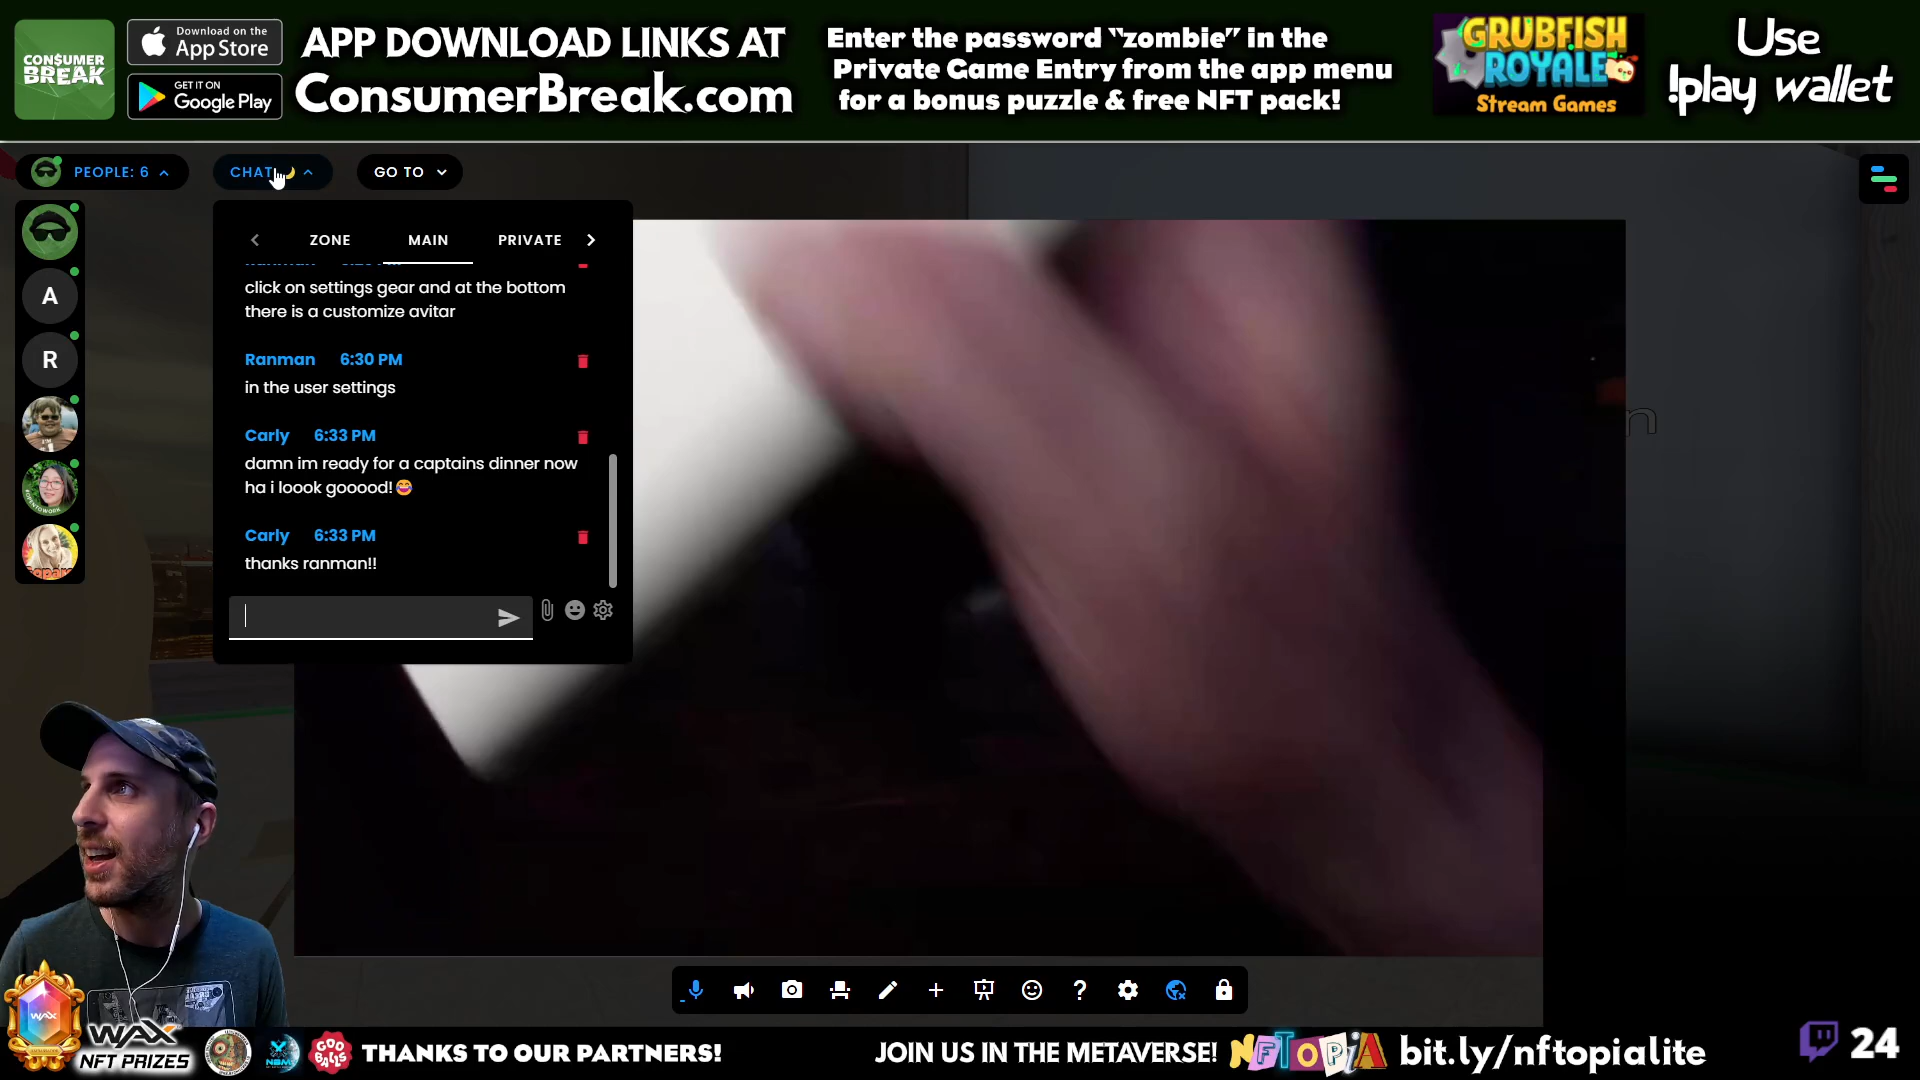 CON$UMER
BREAK
Download on the
App Store
GET IT ON
Google Play
APP DOWNLOAD LINKS AT
ConsumerBreak.com
Enter the password "zombie" in the
Private Game Entry from the app menu
for a bonus puzzle & free NFT pack!
GRUBFISH
ROYALE
Stream Games
Use
!play wallet
PEOPLE: 6
CHAT
GO TO
A
R
ZONE
MAIN
PRIVATE
click on settings gear and at the bottom
there is a customize avitar
Ranman 6:30 PM
in the user settings
Carly 6:33 PM
damn im ready for a captains dinner now
ha i loook gooood!😂
Carly 6:33 PM
thanks ranman!!
n
WAX
WAX
NFT PRIZES
GOO
BALLS
THANKS TO OUR PARTNERS!
JOIN US IN THE METAVERSE!
NFTOPIA
bit.ly/nftopialite
24